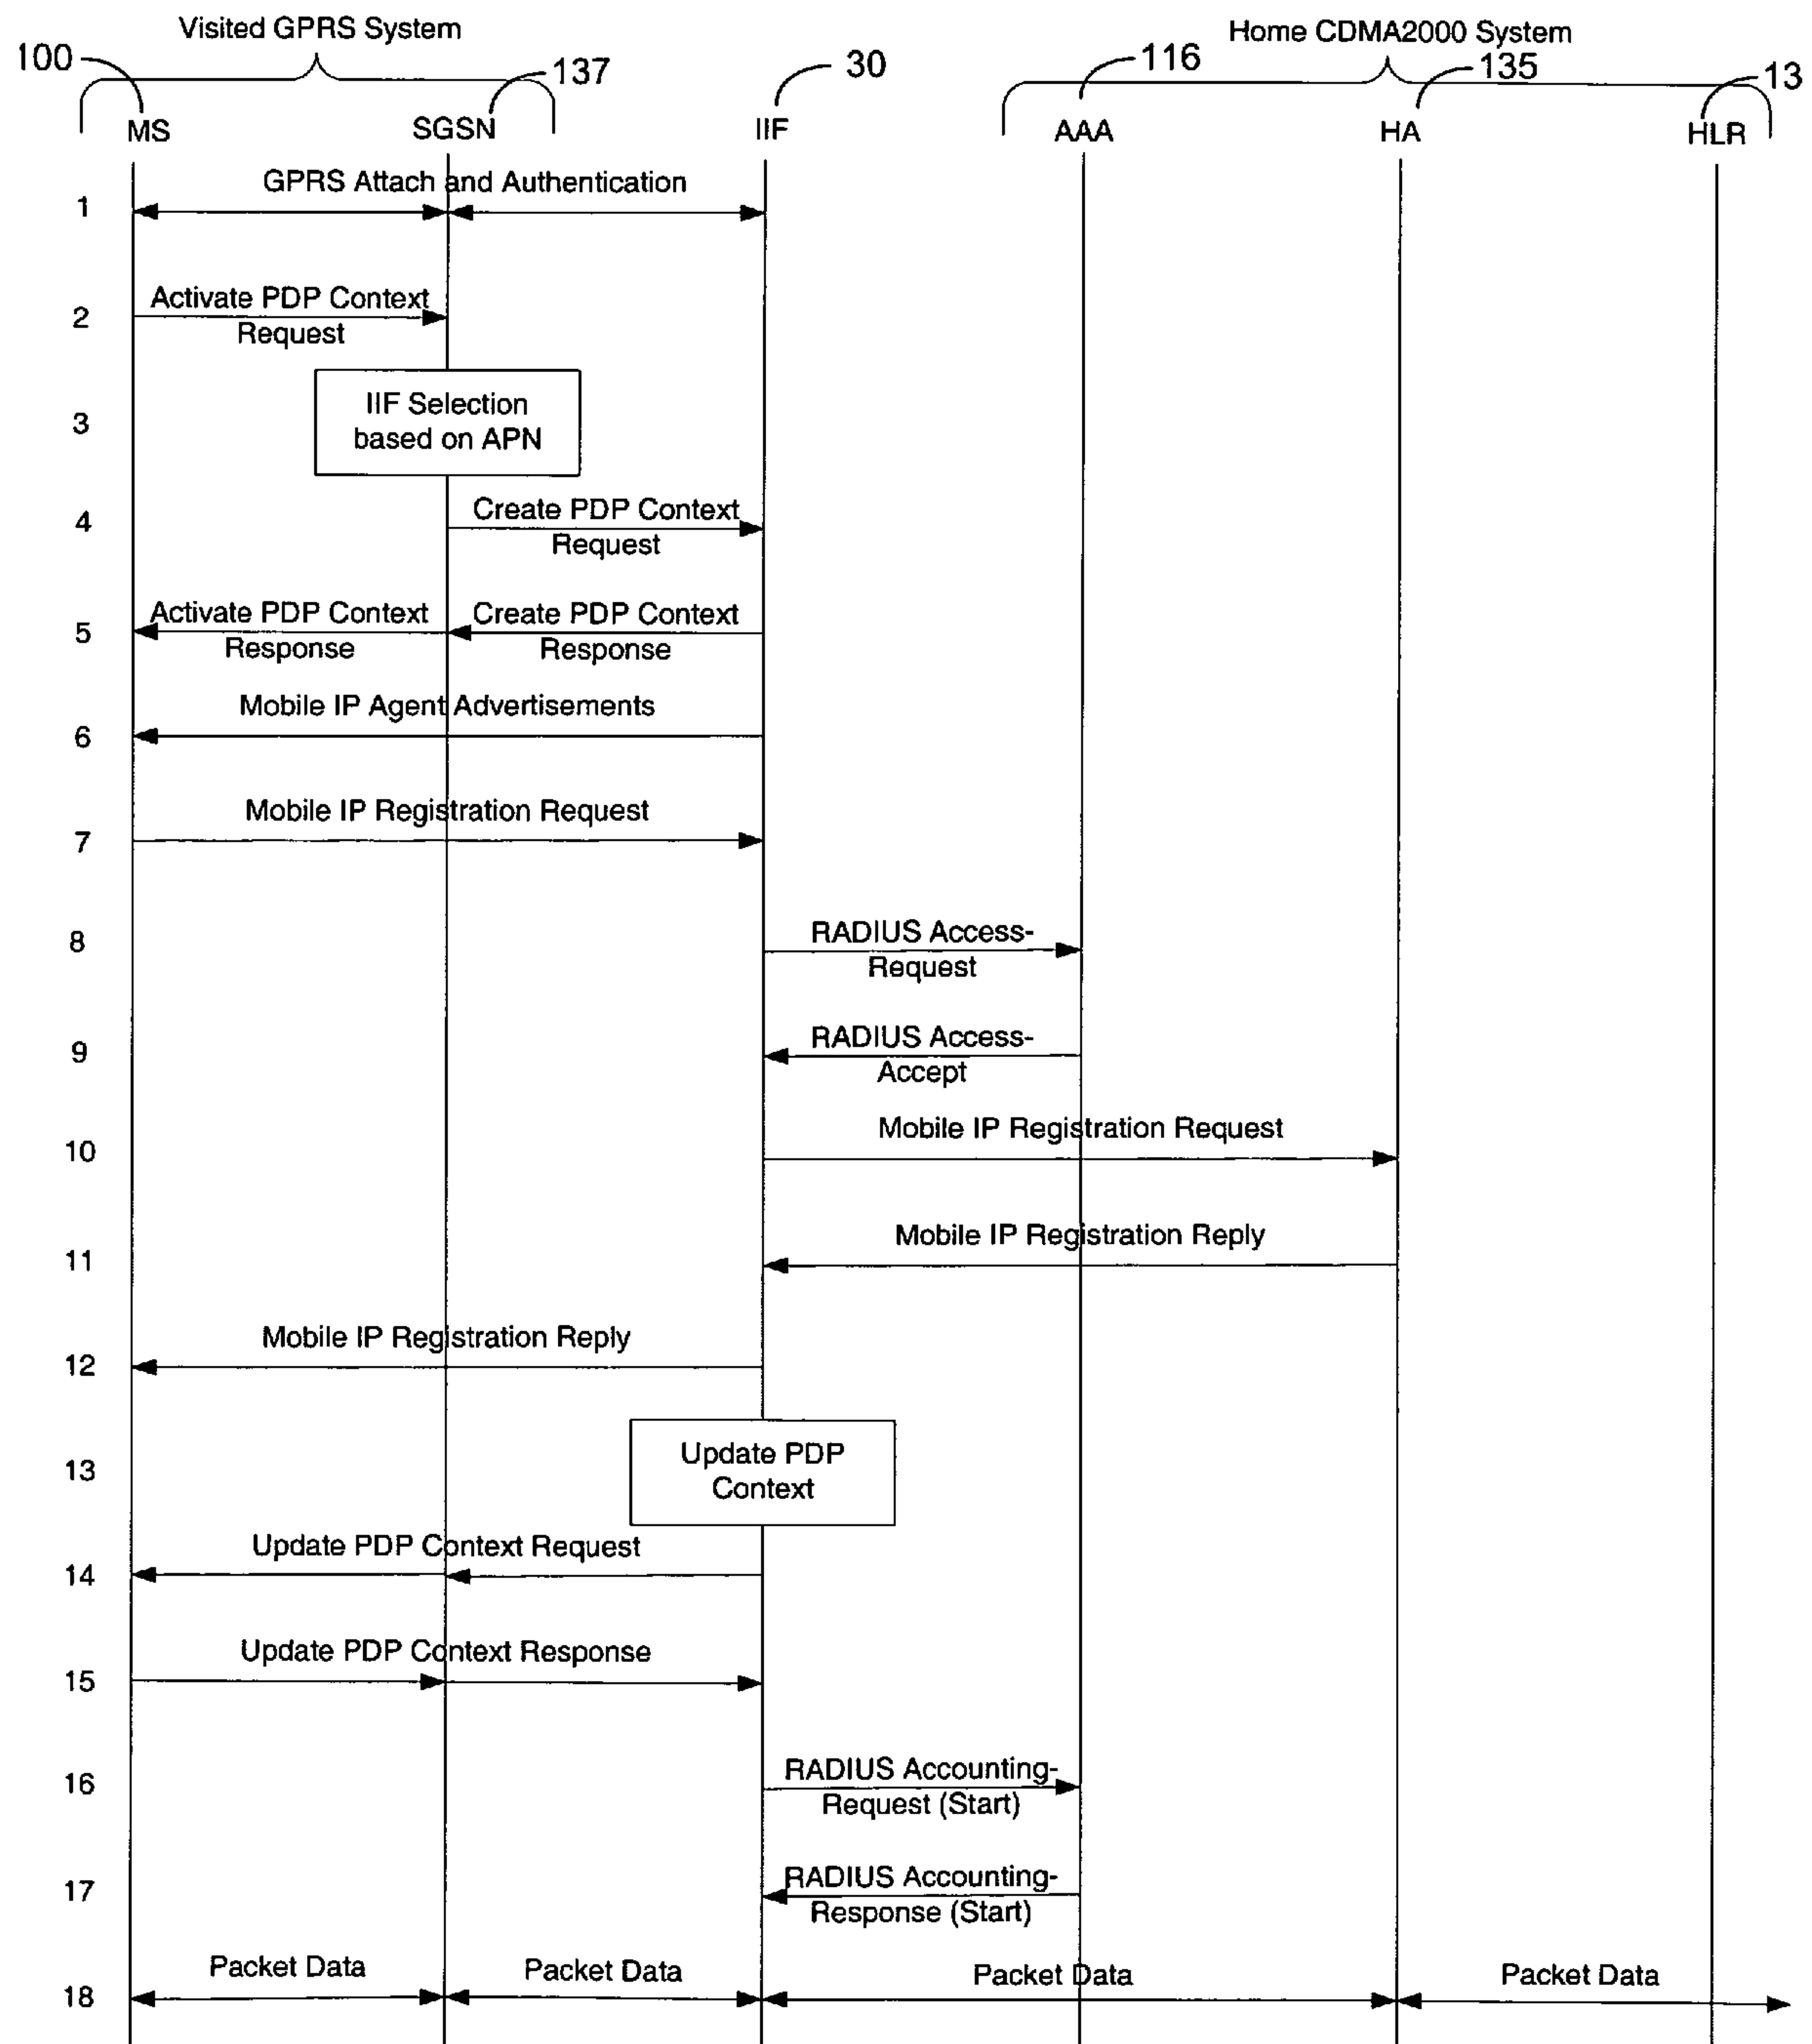 Visited GPRS System
Home CDMA2000 System
100
137
30
116
135
13
MS
SGSN
IIF
AAA
HA
HLR
GPRS Attach and Authentication
1
Activate PDP Context
2
Request
IIF Selection
3
based on APN
Create PDP Context
4
Request
Activate PDP Context
Create PDP Context
5
Response
Response
Mobile IP Agent Advertisements
6
Mobile IP Registration Request
7
RADIUS Access-
8
Request
RADIUS Access-
9
Accept
Mobile IP Registration Request
10
Mobile IP Registration Reply
11
Mobile IP Registration Reply
12
Update PDP
13
Context
Update PDP Context Request
14
Update PDP Context Response
15
RADIUS Accounting-
16
Request (Start)
RADIUS Accounting-
17
Response (Start)
Packet Data
Packet Data
Packet Data
Packet Data
18